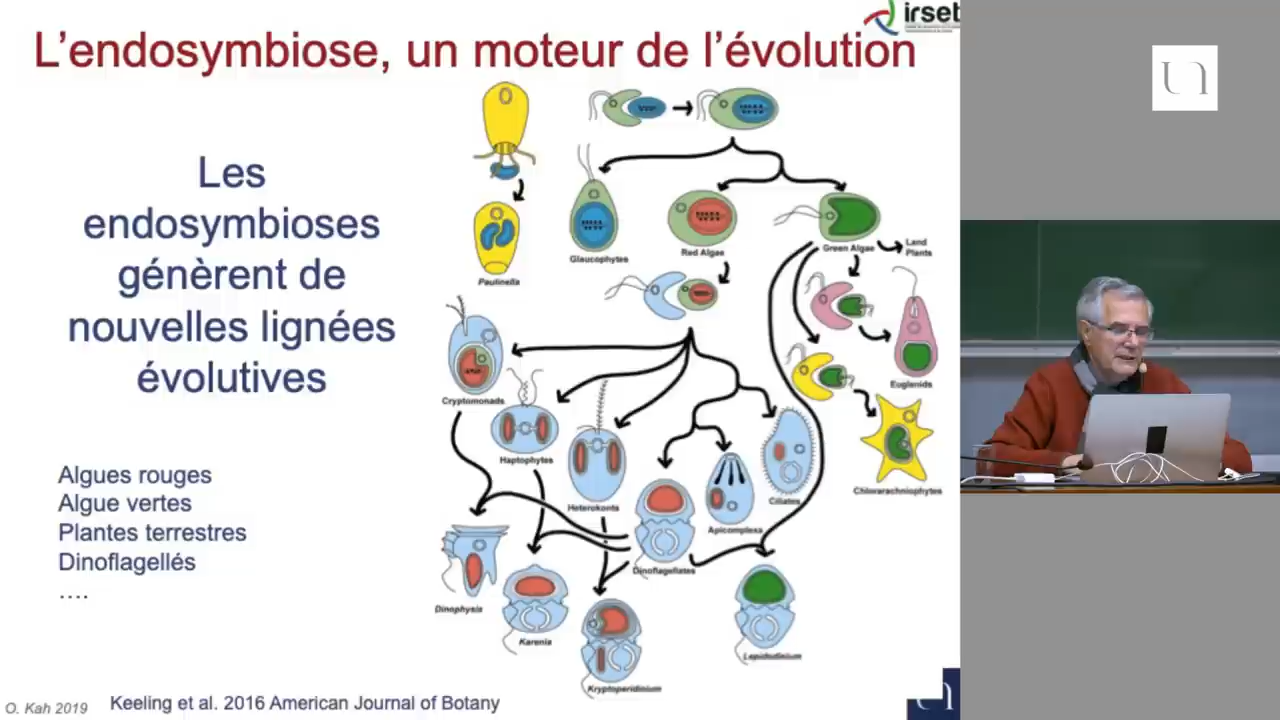 irset
L'endosymbiose, un moteur de l'évolution
Les
endosymbioses
génèrent de
nouvelles lignées
évolutives
Algues rouges
Algue vertes
Plantes terrestres
Dinoflagellés
....
Paulinella
Glaucophytes
Red Algae
Green Algae
Land
Plants
Euglenids
Cryptomonads
Haptophytes
Heterokonts
Apicomplexa
Ciliates
Chlorarachniophytes
Dinoflagellates
Dinophysis
Karenia
Kryptoperidinium
Lepidodinium
O. Kah 2019
Keeling et al. 2016 American Journal of Botany